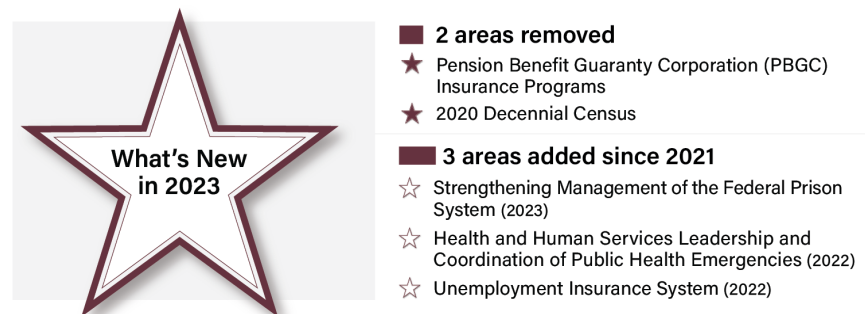 What's New
in 2023
2 areas removed
Pension Benefit Guaranty Corporation (PBGC)
Insurance Programs
2020 Decennial Census
3 areas added since 2021
Strengthening Management of the Federal Prison
System (2023)
Health and Human Services Leadership and
Coordination of Public Health Emergencies (2022)
Unemployment Insurance System (2022)